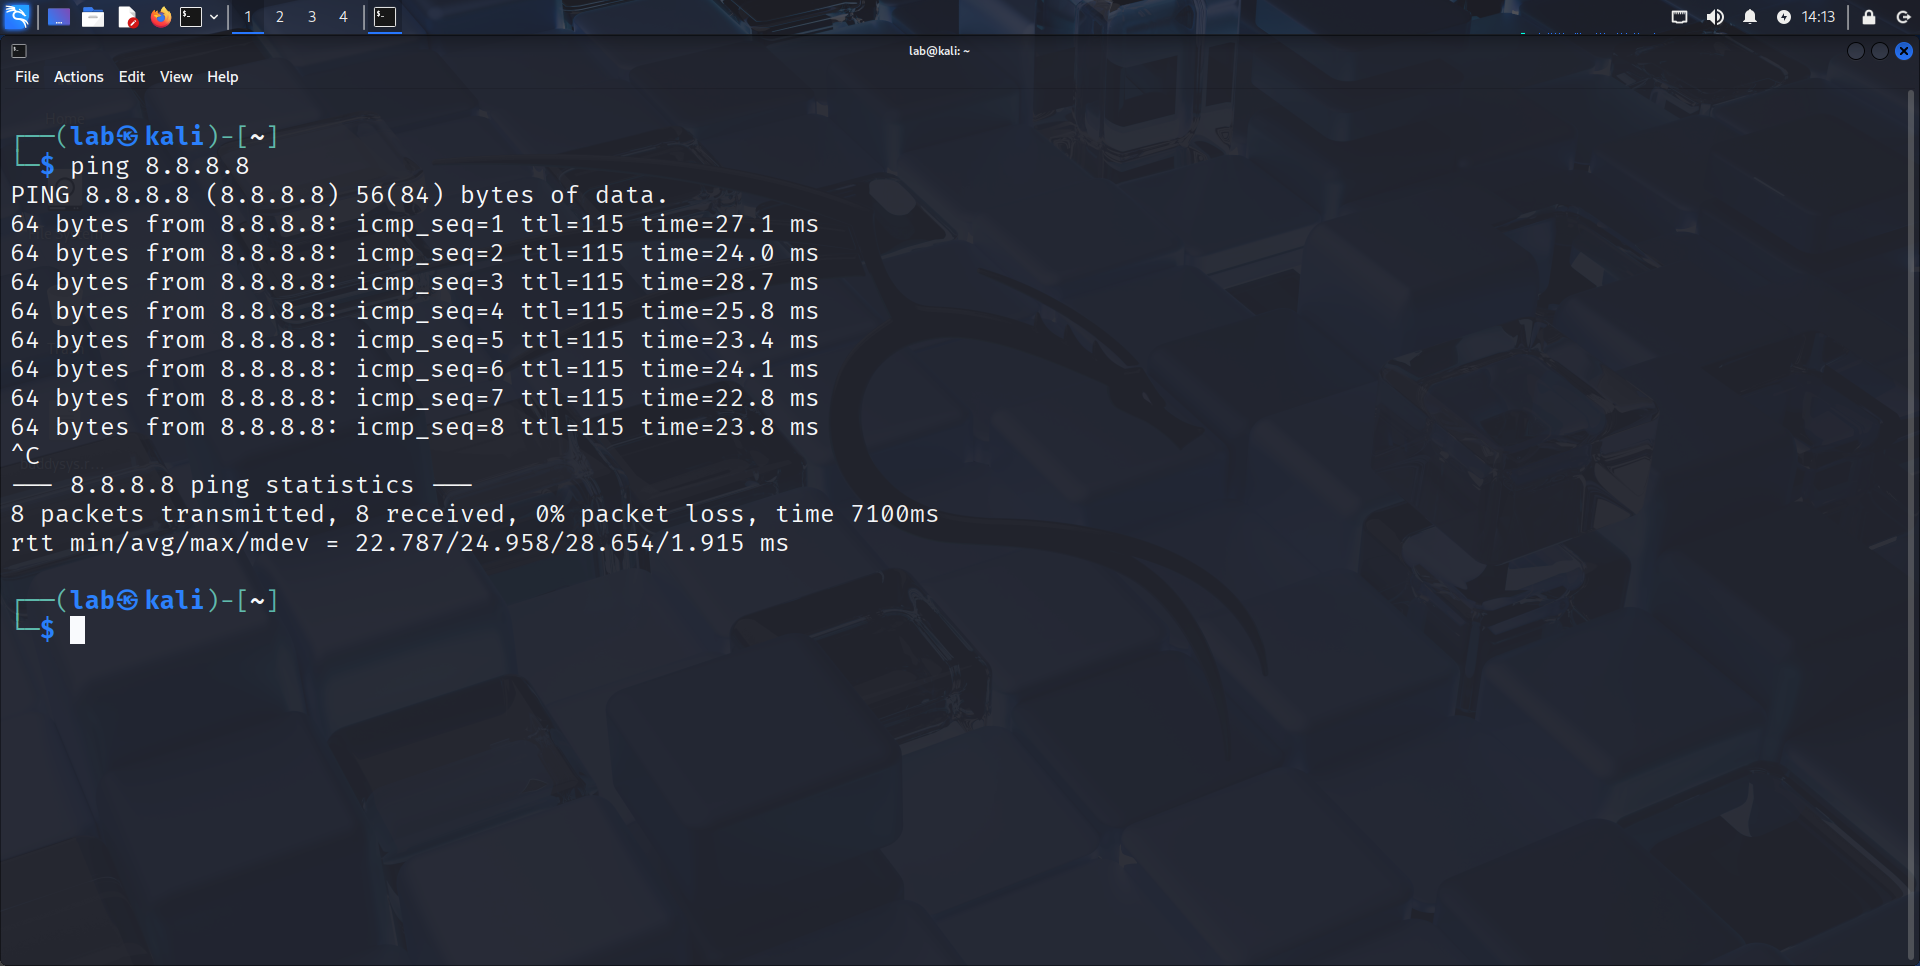 1 2 3 4 14:13
lab@kali: ~
File Actions Edit View Help
┌──(lab㉿kali)-[~]
└─$ ping 8.8.8.8
PING 8.8.8.8 (8.8.8.8) 56(84) bytes of data.
64 bytes from 8.8.8.8: icmp_seq=1 ttl=115 time=27.1 ms
64 bytes from 8.8.8.8: icmp_seq=2 ttl=115 time=24.0 ms
64 bytes from 8.8.8.8: icmp_seq=3 ttl=115 time=28.7 ms
64 bytes from 8.8.8.8: icmp_seq=4 ttl=115 time=25.8 ms
64 bytes from 8.8.8.8: icmp_seq=5 ttl=115 time=23.4 ms
64 bytes from 8.8.8.8: icmp_seq=6 ttl=115 time=24.1 ms
64 bytes from 8.8.8.8: icmp_seq=7 ttl=115 time=22.8 ms
64 bytes from 8.8.8.8: icmp_seq=8 ttl=115 time=23.8 ms
^C
--- 8.8.8.8 ping statistics ---
8 packets transmitted, 8 received, 0% packet loss, time 7100ms
rtt min/avg/max/mdev = 22.787/24.958/28.654/1.915 ms
┌──(lab㉿kali)-[~]
└─$